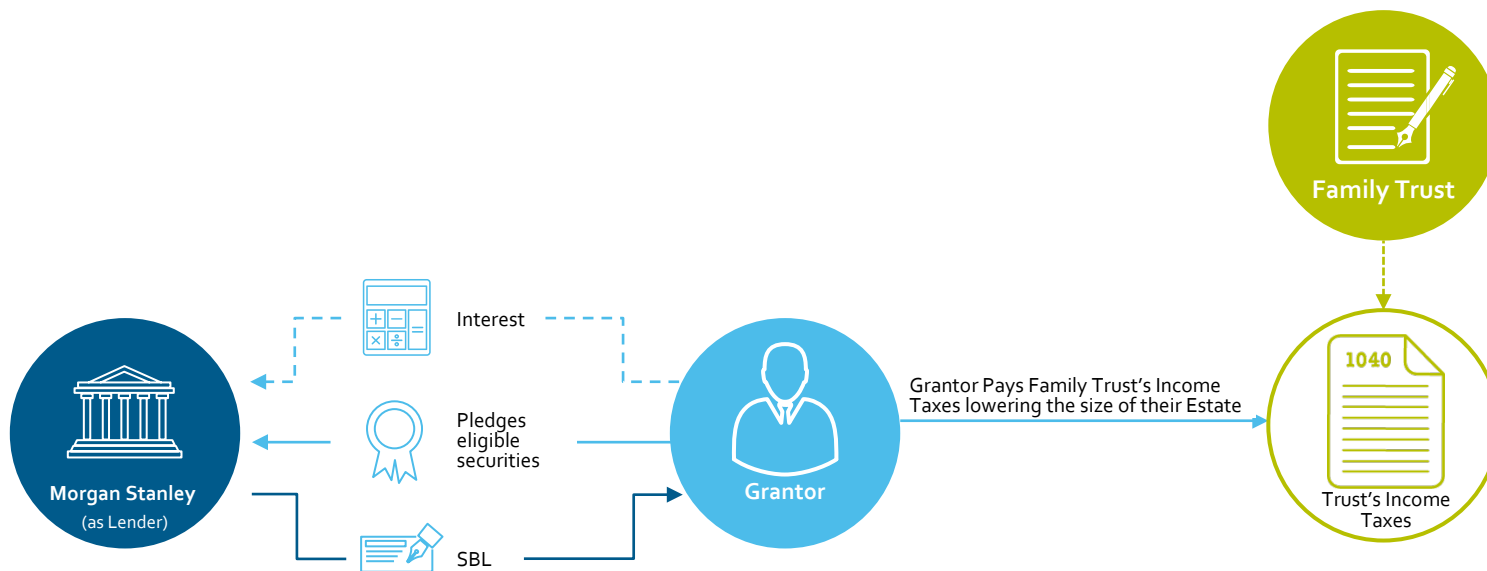 Family Trust
Interest
1040
Grantor Pays Family Trust's Income
Taxes lowering the size of their Estate
Pledges
eligible
securities
Morgan Stanley
(as Lender)
Grantor
Trust's Income
Taxes
SBL